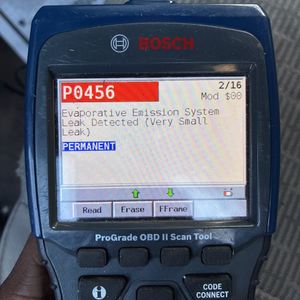 BOSCH
P0456
2/16
Mod $00
Evaporative Emission System
Leak Detected (Very Small
Leak)
PERMANENT
Read Erase FFrame
ProGrade OBD II Scan Tool
i
CODE
CONNECT